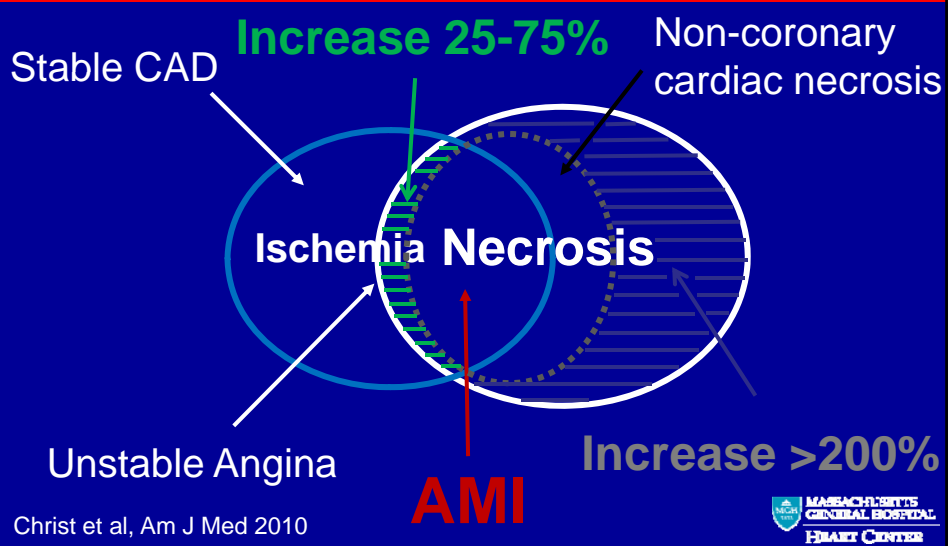 Increase 25-75%
Stable CAD
Non-coronary
cardiac necrosis
Ischemia
Necrosis
Unstable Angina
Increase >200%
AMI
Christ et al, Am J Med 2010
MGH
MASSACHUSETTS
GENERAL HOSPITAL
HEART CENTER